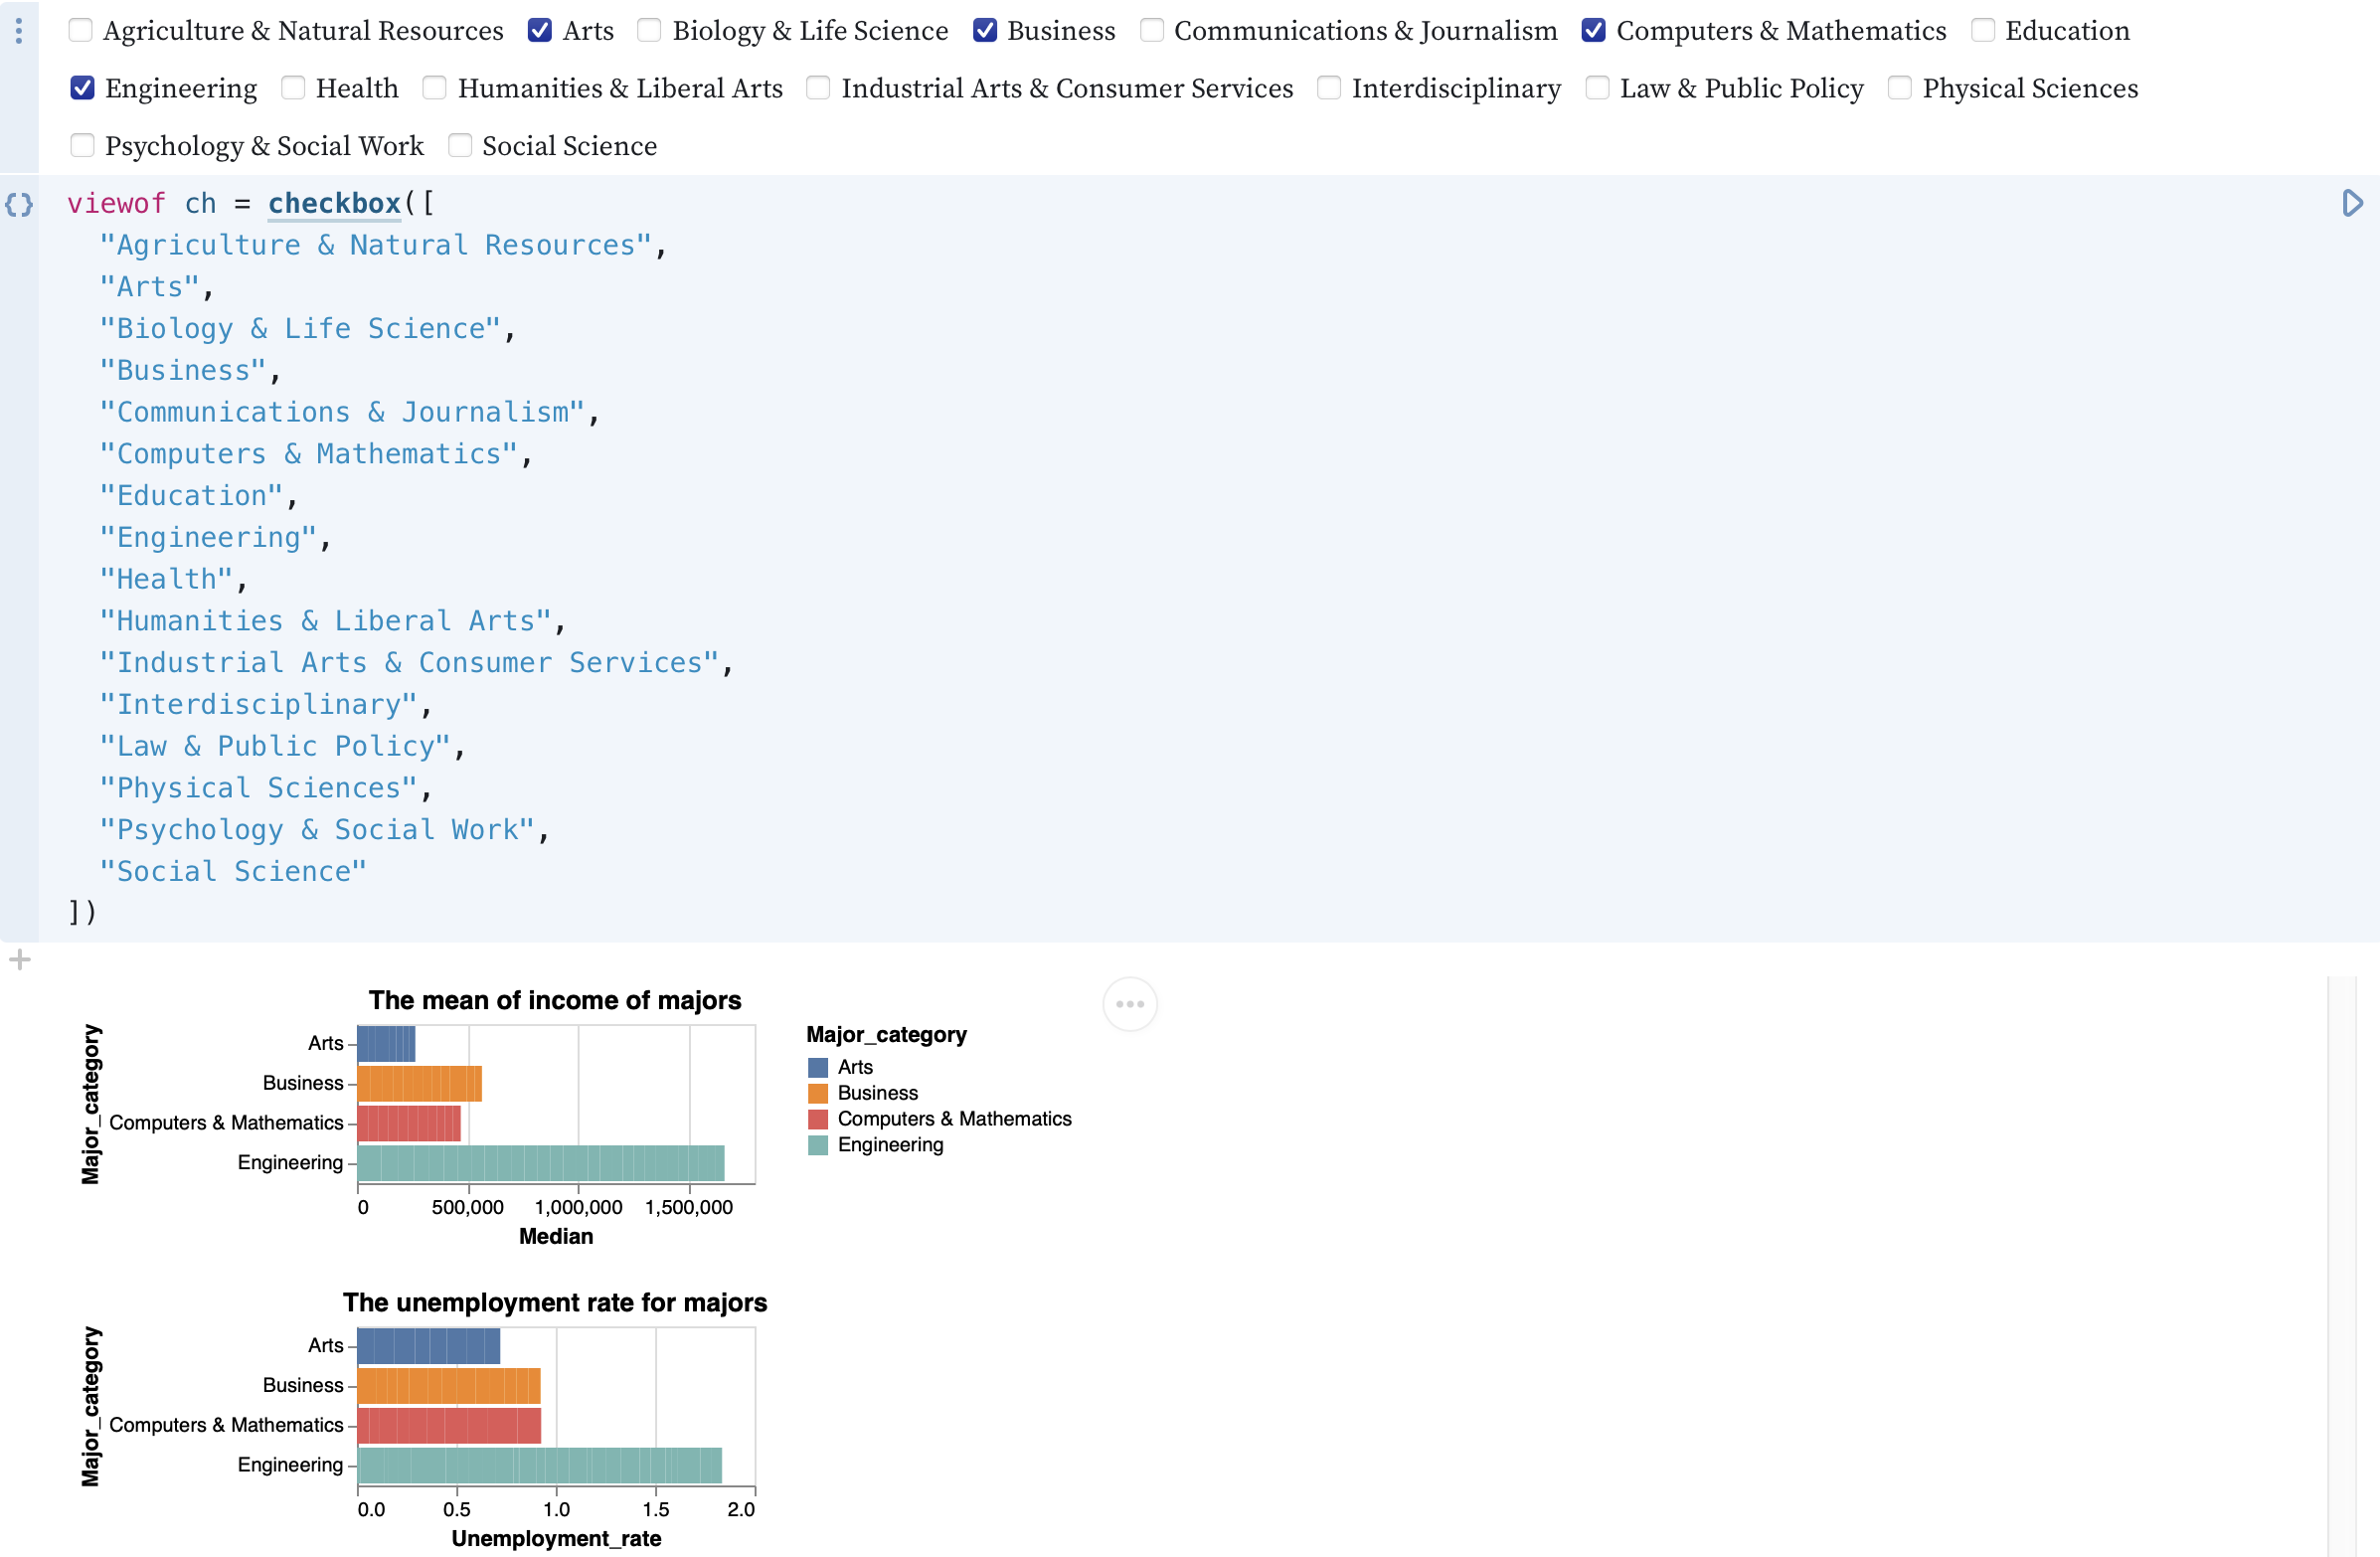 Agriculture & Natural Resources Arts Biology & Life Science Business Communications & Journalism Computers & Mathematics Education
Engineering Health Humanities & Liberal Arts Industrial Arts & Consumer Services Interdisciplinary Law & Public Policy Physical Sciences
Psychology & Social Work Social Science
{} viewof ch = checkbox([
"Agriculture & Natural Resources",
"Arts",
"Biology & Life Science",
"Business",
"Communications & Journalism",
"Computers & Mathematics",
"Education",
"Engineering",
"Health",
"Humanities & Liberal Arts",
"Industrial Arts & Consumer Services",
"Interdisciplinary",
"Law & Public Policy",
"Physical Sciences",
"Psychology & Social Work",
"Social Science"
])
The mean of income of majors
Major_category
Arts
Business
Computers & Mathematics
Engineering
0 500,000 1,000,000 1,500,000
Median
Major_category
Arts
Business
Computers & Mathematics
Engineering
The unemployment rate for majors
Major_category
Arts
Business
Computers & Mathematics
Engineering
0.0 0.5 1.0 1.5 2.0
Unemployment_rate